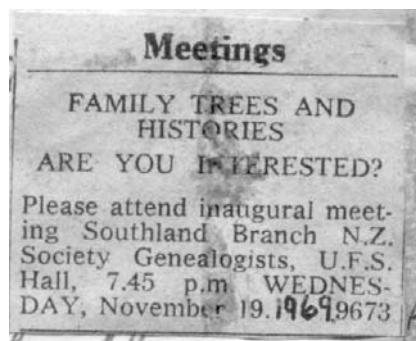 Meetings
FAMILY TREES AND
HISTORIES
ARE YOU INTERESTED?
Please attend inaugural meet-
ing Southland Branch N.Z.
Society Genealogists, U.F.S.
Hall, 7.45 p.m WEDNES-
DAY, November 19. 1969 9673